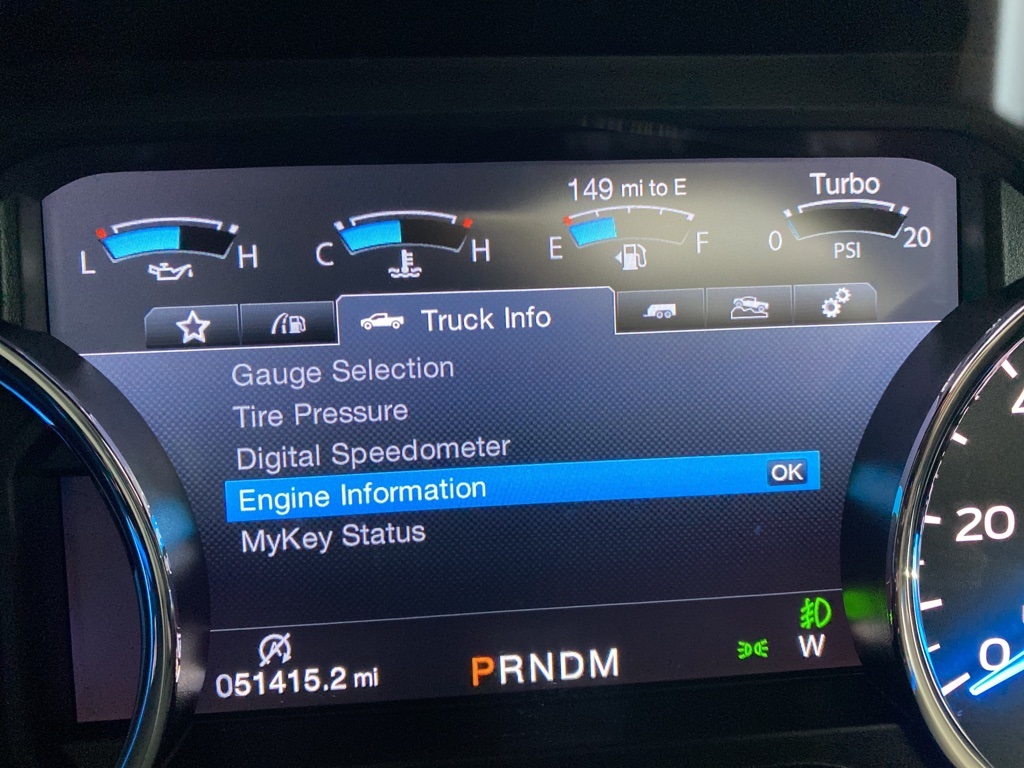 149 mi to E
Turbo
L H
C H
E F
0 20
PSI
Truck Info
Gauge Selection
Tire Pressure
Digital Speedometer
Engine Information OK
MyKey Status
20
0
W
051415.2 mi
PRNDM